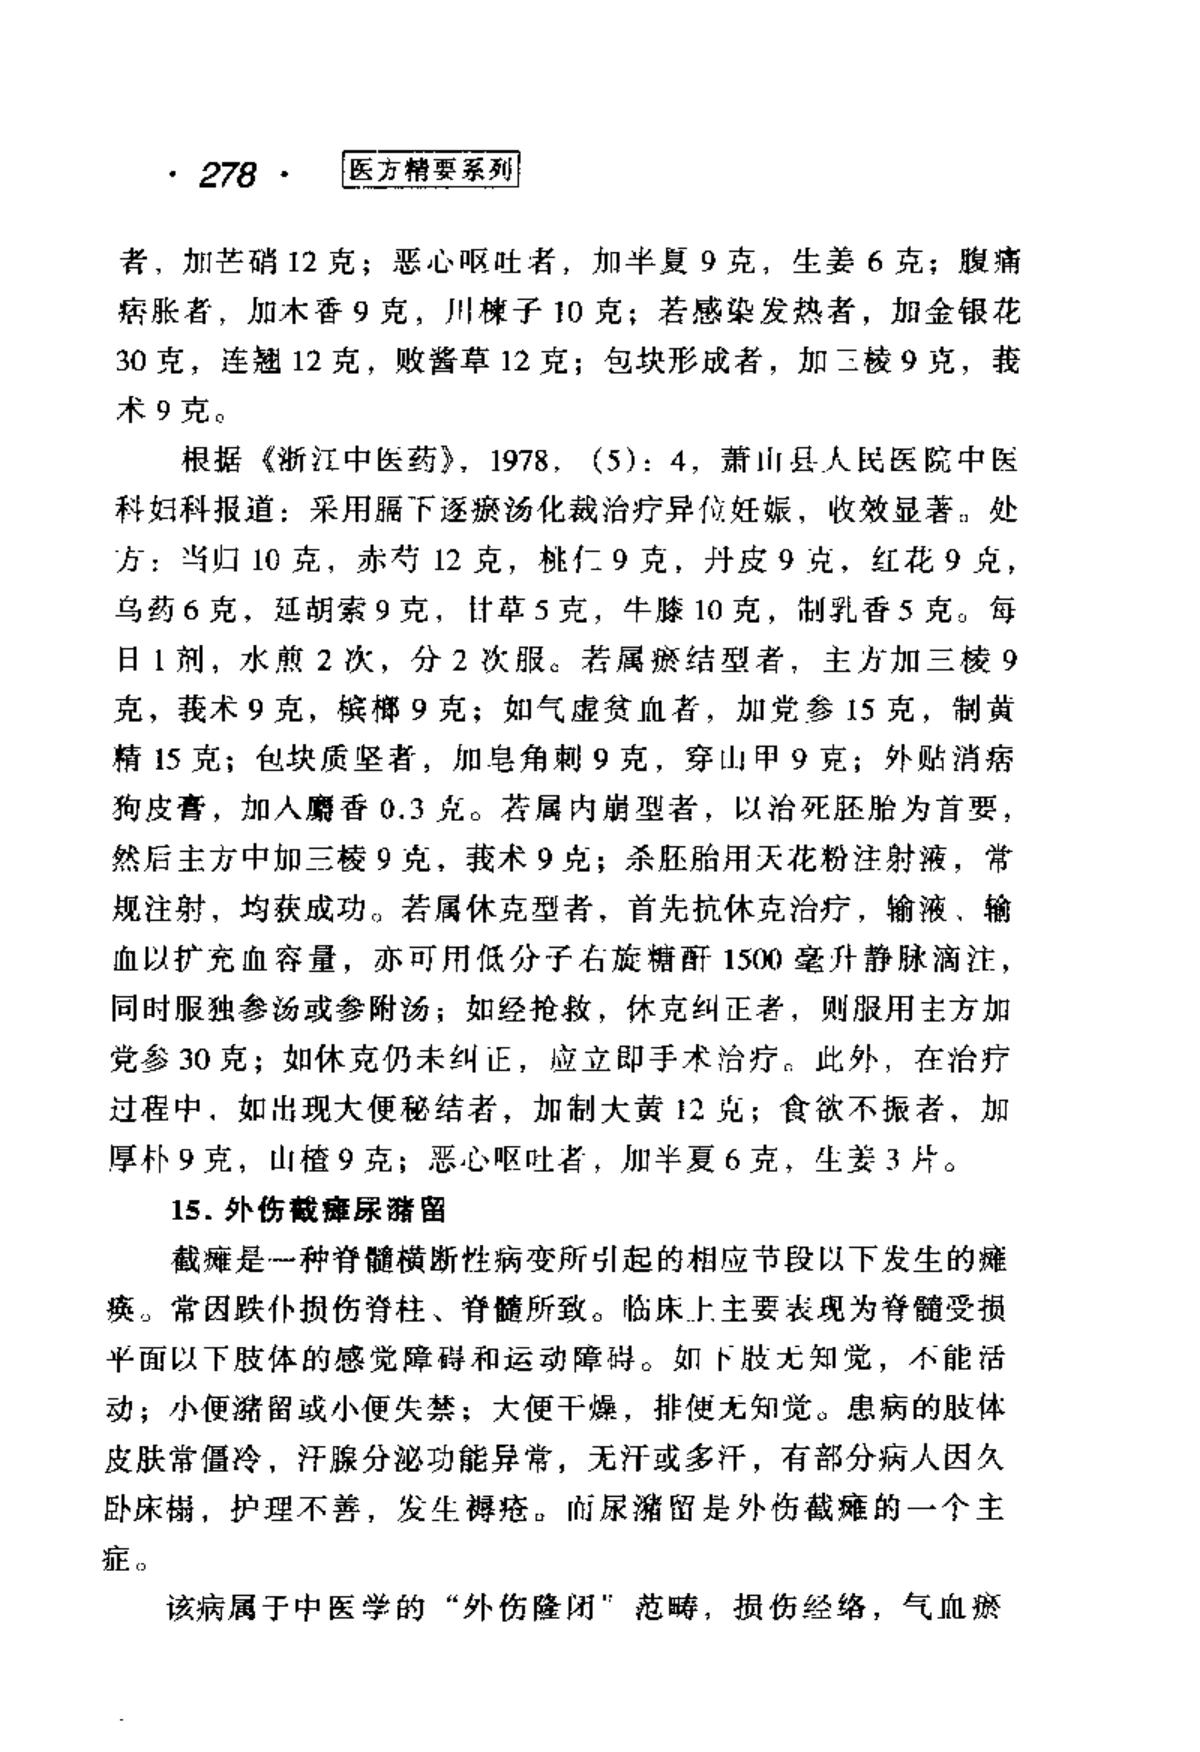 · 278 · 医方精要系列
者，加芒硝 12 克；恶心呕吐者，加半夏 9 克，生姜 6 克；腹痛
痞胀者，加木香 9 克，川楝子 10 克；若感染发热者，加金银花
30 克，连翘 12 克，败酱草 12 克；包块形成者，加三棱 9 克，莪
术 9 克。
根据《浙江中医药》，1978，（5）：4，萧山县人民医院中医
科妇科报道：采用膈下逐瘀汤化裁治疗异位妊娠，收效显著。处
方：当归 10 克，赤芍 12 克，桃仁 9 克，丹皮 9 克，红花 9 克，
乌药 6 克，延胡索 9 克，甘草 5 克，牛膝 10 克，制乳香 5 克。每
日 1 剂，水煎 2 次，分 2 次服。若属瘀结型者，主方加三棱 9
克，莪术 9 克，槟榔 9 克；如气虚贫血者，加党参 15 克，制黄
精 15 克；包块质坚者，加皂角刺 9 克，穿山甲 9 克；外贴消痞
狗皮膏，加人麝香 0.3 克。若属内崩型者，以治死胚胎为首要，
然后主方中加三棱 9 克，莪术 9 克；杀胚胎用天花粉注射液，常
规注射，均获成功。若属休克型者，首先抗休克治疗，输液、输
血以扩充血容量，亦可用低分子右旋糖酐 1500 毫升静脉滴注，
同时服独参汤或参附汤；如经抢救，休克纠正者，则服用主方加
党参 30 克；如休克仍未纠正，应立即手术治疗。此外，在治疗
过程中，如出现大便秘结者，加制大黄 12 克；食欲不振者，加
厚朴 9 克，山楂 9 克；恶心呕吐者，加半夏 6 克，生姜 3 片。
15. 外伤截瘫尿潴留
截瘫是一种脊髓横断性病变所引起的相应节段以下发生的瘫
痪。常因跌仆损伤脊柱、脊髓所致。临床上主要表现为脊髓受损
平面以下肢体的感觉障碍和运动障碍。如下肢无知觉，不能活
动；小便潴留或小便失禁；大便干燥，排便无知觉。患病的肢体
皮肤常僵冷，汗腺分泌功能异常，无汗或多汗，有部分病人因久
卧床榻，护理不善，发生褥疮。而尿潴留是外伤截瘫的一个主
症。
该病属于中医学的“外伤隆闭”范畴，损伤经络，气血瘀